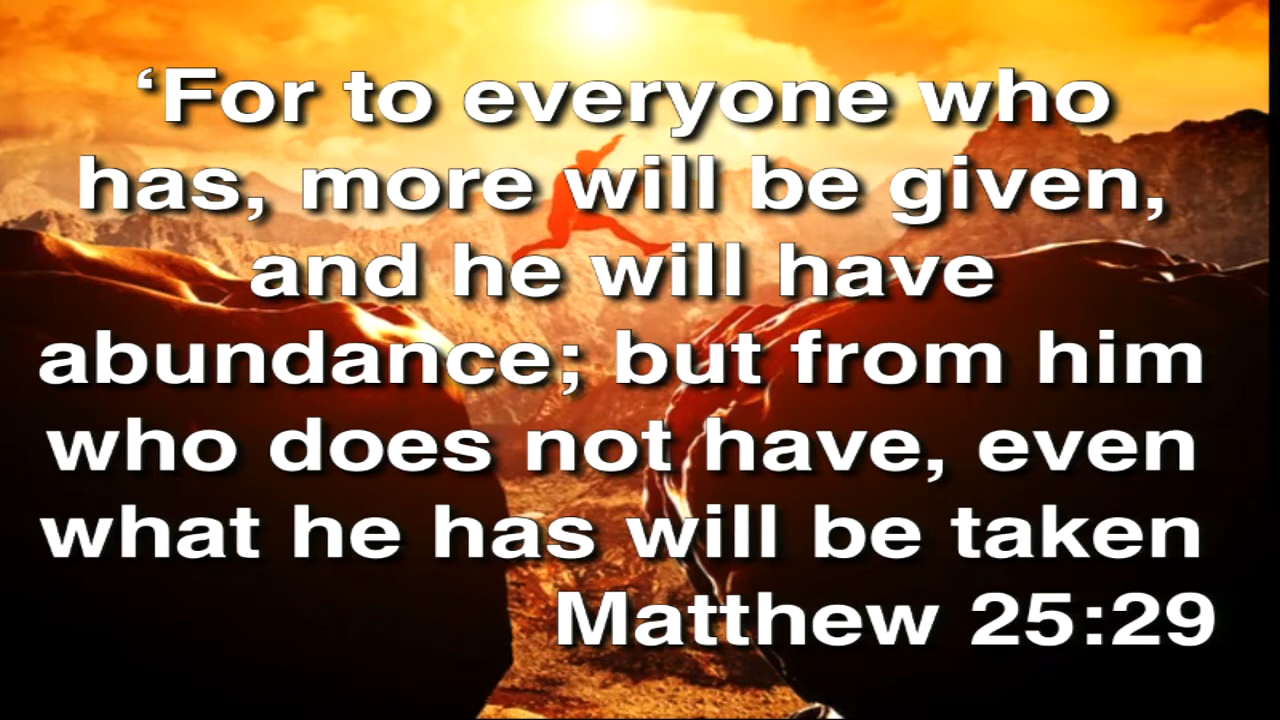 ‘For to everyone who
has, more will be given,
and he will have
abundance; but from him
who does not have, even
what he has will be taken
Matthew 25:29